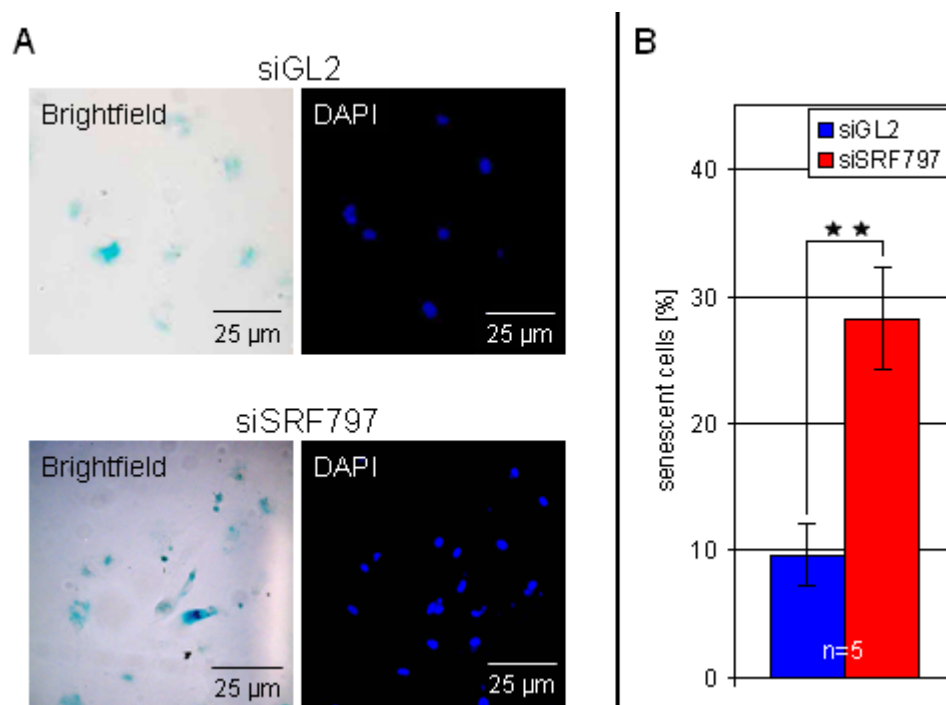 A
siGL2
Brightfield
DAPI
25 µm
25 µm
siSRF797
Brightfield
DAPI
25 µm
25 µm
B
siGL2
siSRF797
★ ★
senescent cells [%]
40
30
20
10
0
n=5